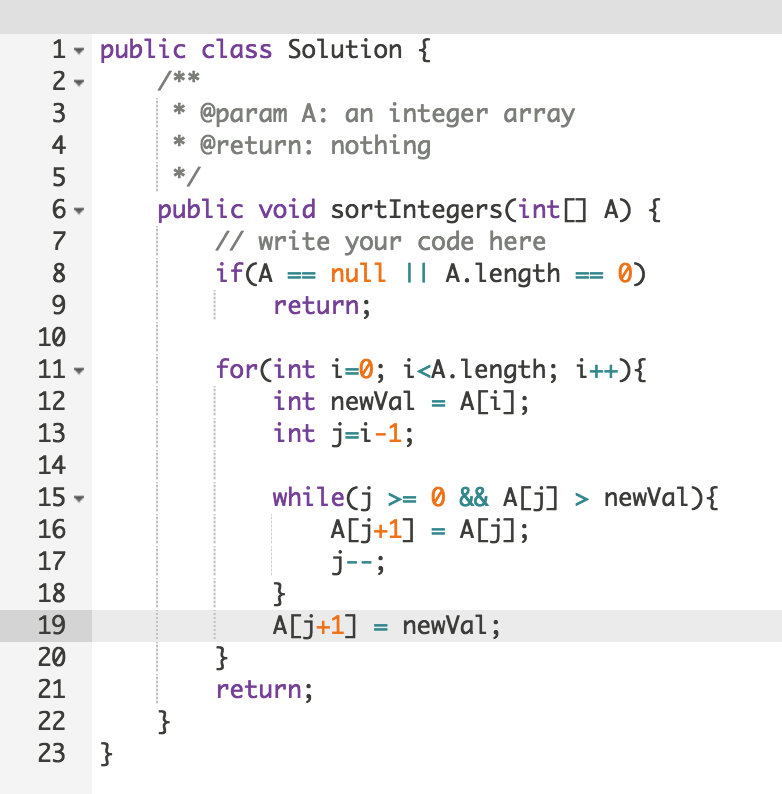 1 public class Solution {
2 /**
3 * @param A: an integer array
4 * @return: nothing
5 */
6 public void sortIntegers(int[] A) {
7 // write your code here
8 if(A == null || A.length == 0)
9 return;
10
11 for(int i=0; i<A.length; i++){
12 int newVal = A[i];
13 int j=i-1;
14
15 while(j >= 0 && A[j] > newVal){
16 A[j+1] = A[j];
17 j--;
18 }
19 A[j+1] = newVal;
20 }
21 return;
22 }
23 }